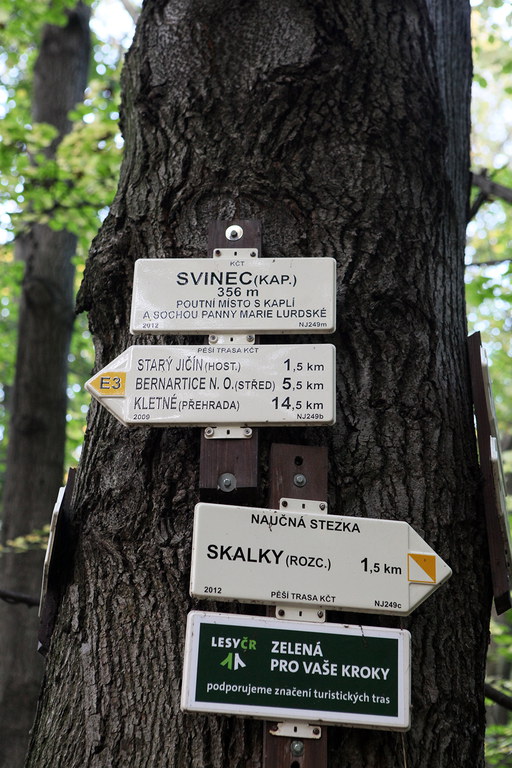 KČT
SVINEC (KAP.)
356 m
POUTNÍ MÍSTO S KAPLÍ
A SOCHOU PANNY MARIE LURDSKÉ
2012 NJ249m
PĚŠÍ TRASA KČT
E3
STARÝ JIČÍN (HOST.) 1,5 km
BERNARTICE N. O. (STŘED) 5,5 km
KLETNÉ (PŘEHRADA) 14,5 km
2009 NJ249b
NAUČNÁ STEZKA
SKALKY (ROZC.) 1,5 km
2012 PĚŠÍ TRASA KČT NJ249c
LESYČR
ZELENÁ
PRO VAŠE KROKY
podporujeme značení turistických tras